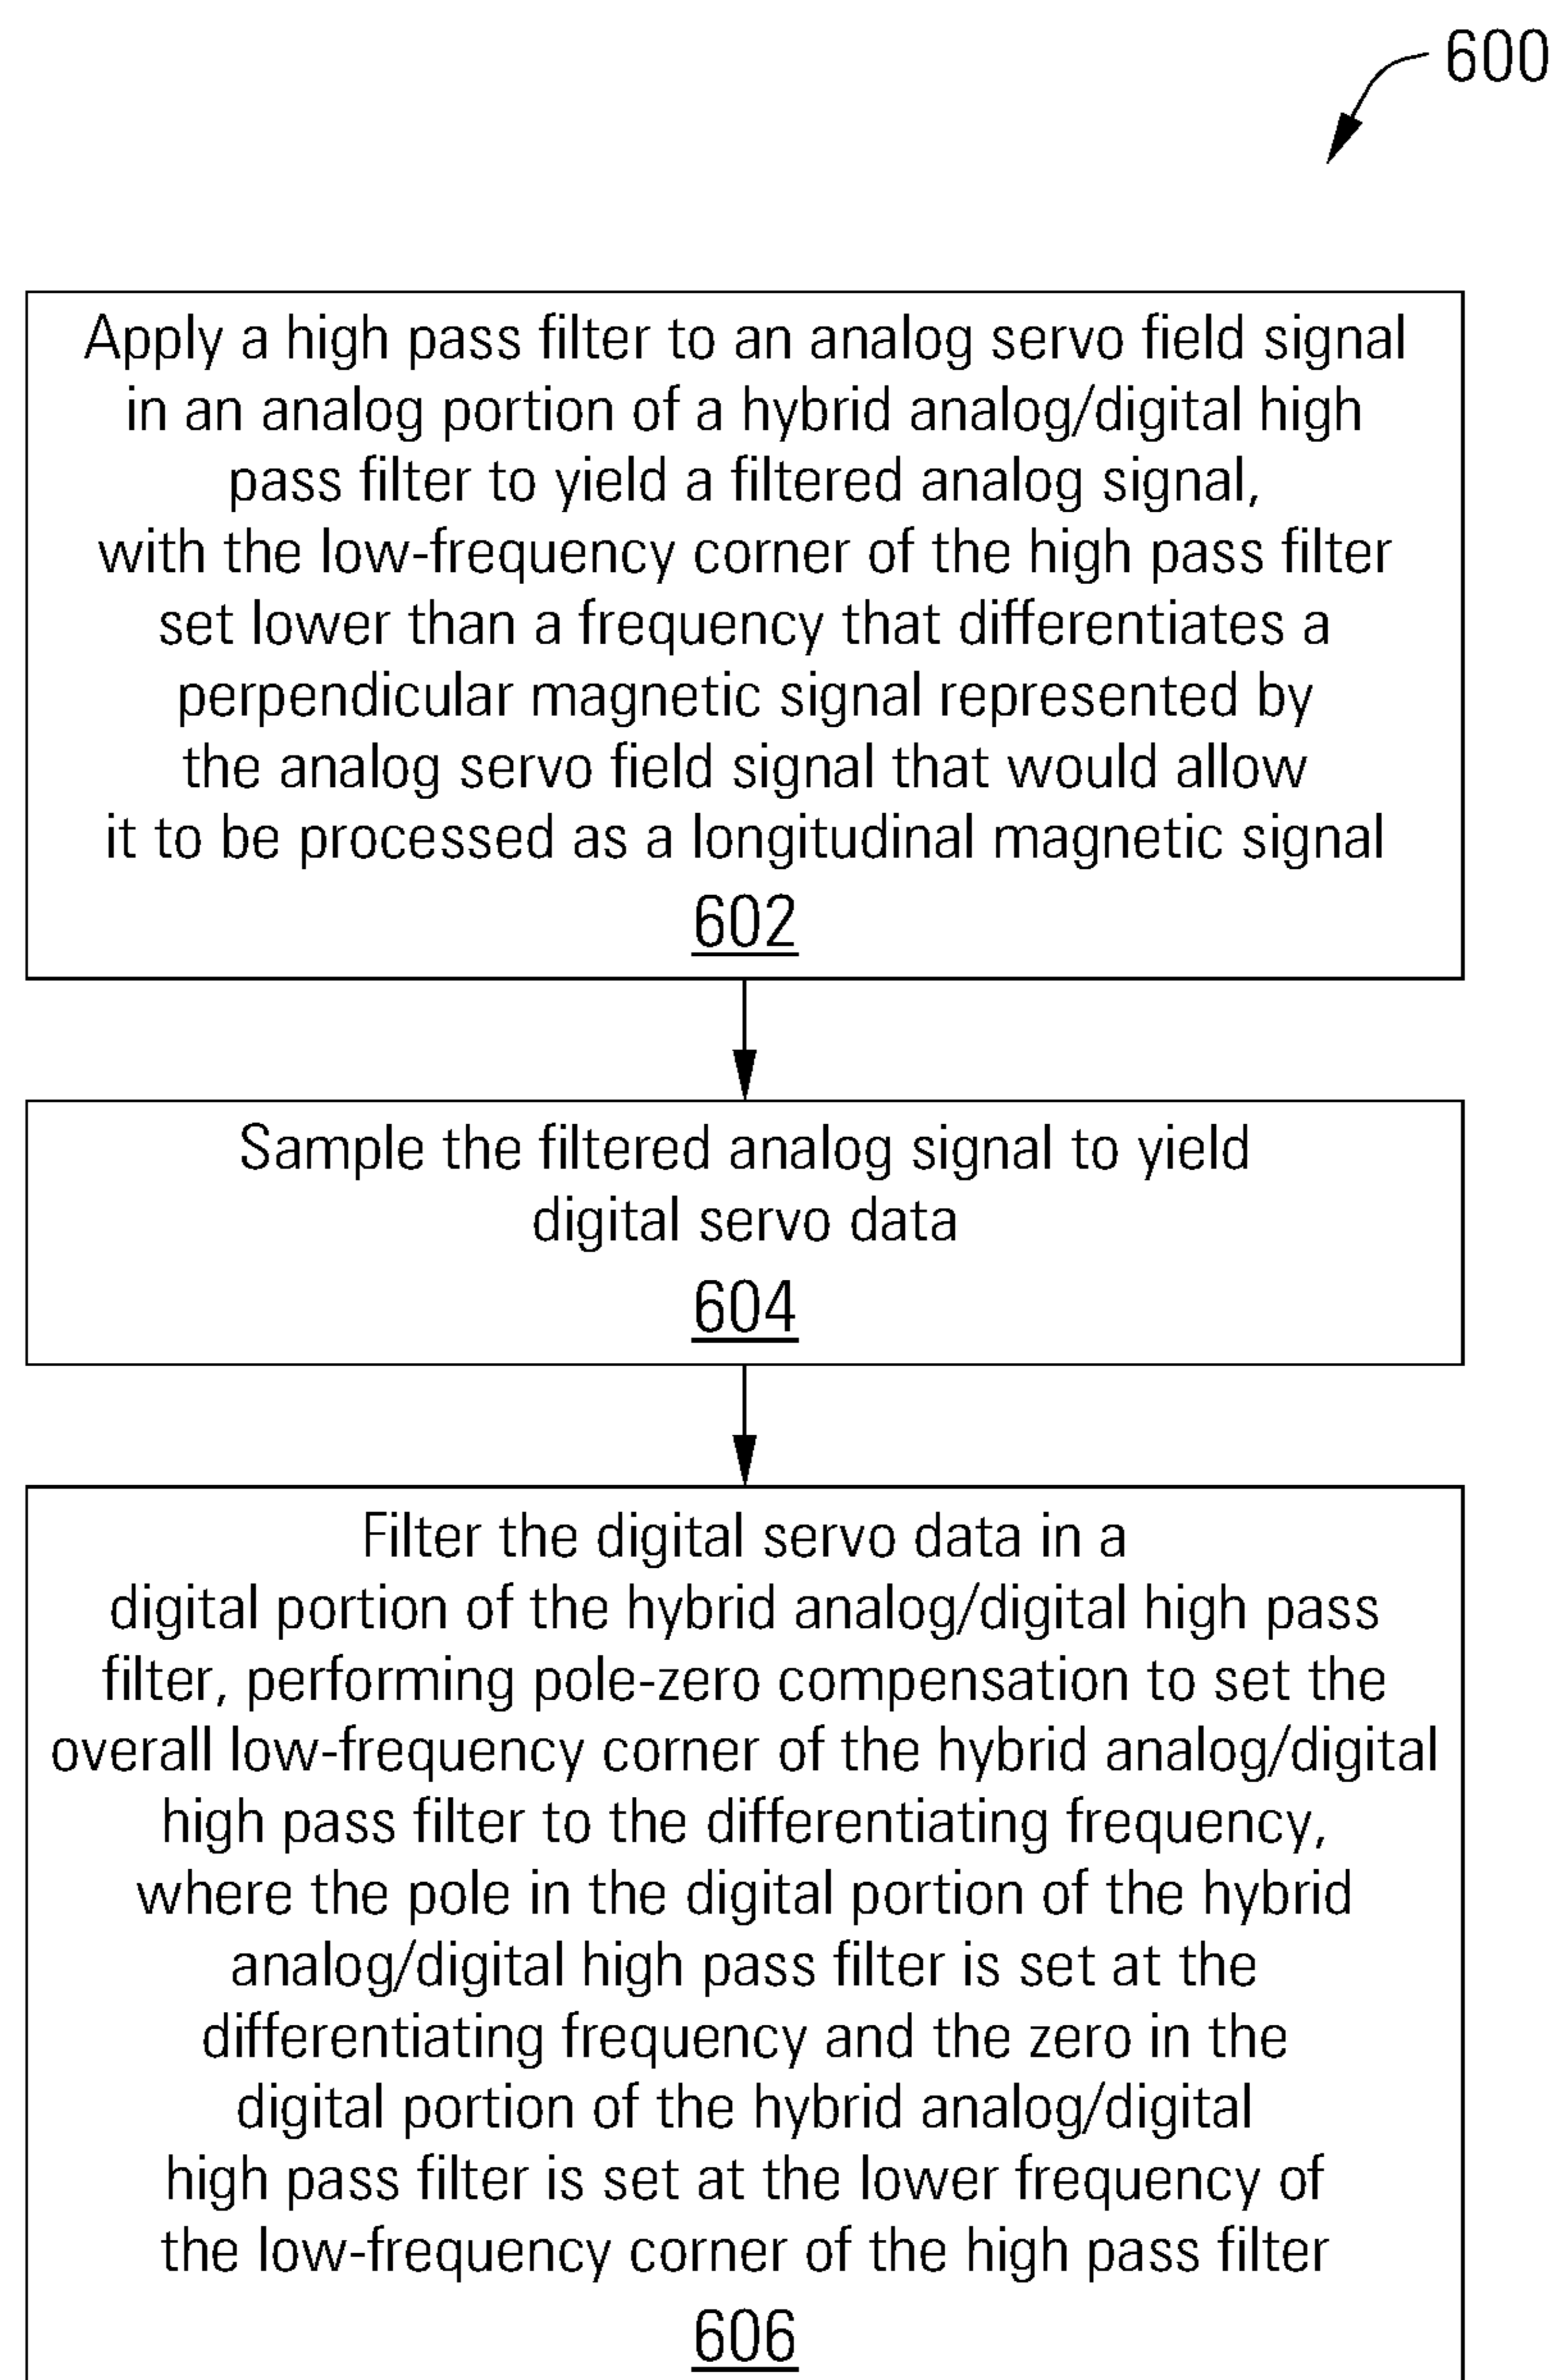 600
Apply a high pass filter to an analog servo field signal
in an analog portion of a hybrid analog/digital high
pass filter to yield a filtered analog signal,
with the low-frequency corner of the high pass filter
set lower than a frequency that differentiates a
perpendicular magnetic signal represented by
the analog servo field signal that would allow
it to be processed as a longitudinal magnetic signal
602
Sample the filtered analog signal to yield
digital servo data
604
Filter the digital servo data in a
digital portion of the hybrid analog/digital high pass
filter, performing pole-zero compensation to set the
overall low-frequency corner of the hybrid analog/digital
high pass filter to the differentiating frequency,
where the pole in the digital portion of the hybrid
analog/digital high pass filter is set at the
differentiating frequency and the zero in the
digital portion of the hybrid analog/digital
high pass filter is set at the lower frequency of
the low-frequency corner of the high pass filter
606